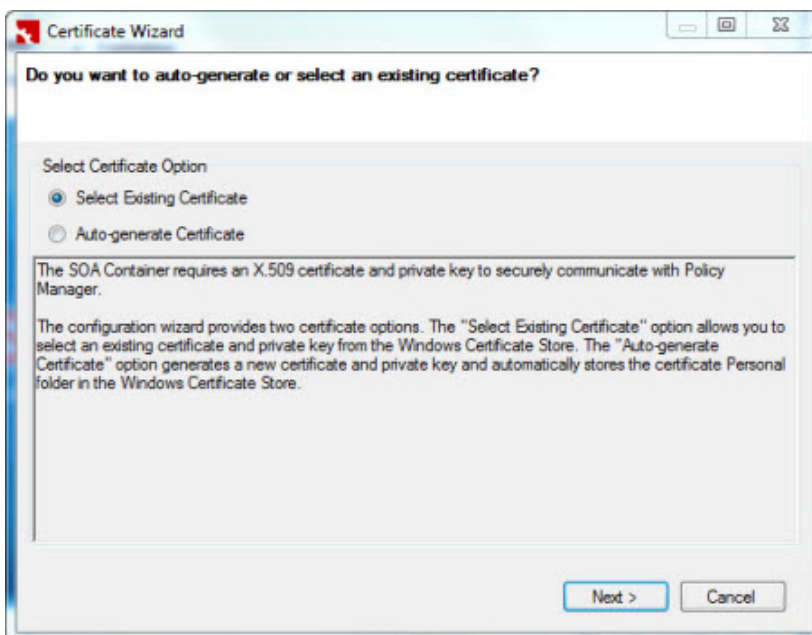 Certificate Wizard
Do you want to auto-generate or select an existing certificate?
Select Certificate Option
Select Existing Certificate
Auto-generate Certificate
The SOA Container requires an X.509 certificate and private key to securely communicate with Policy
Manager.
The configuration wizard provides two certificate options. The "Select Existing Certificate" option allows you to
select an existing certificate and private key from the Windows Certificate Store. The "Auto-generate
Certificate" option generates a new certificate and private key and automatically stores the certificate Personal
folder in the Windows Certificate Store.
Next >
Cancel